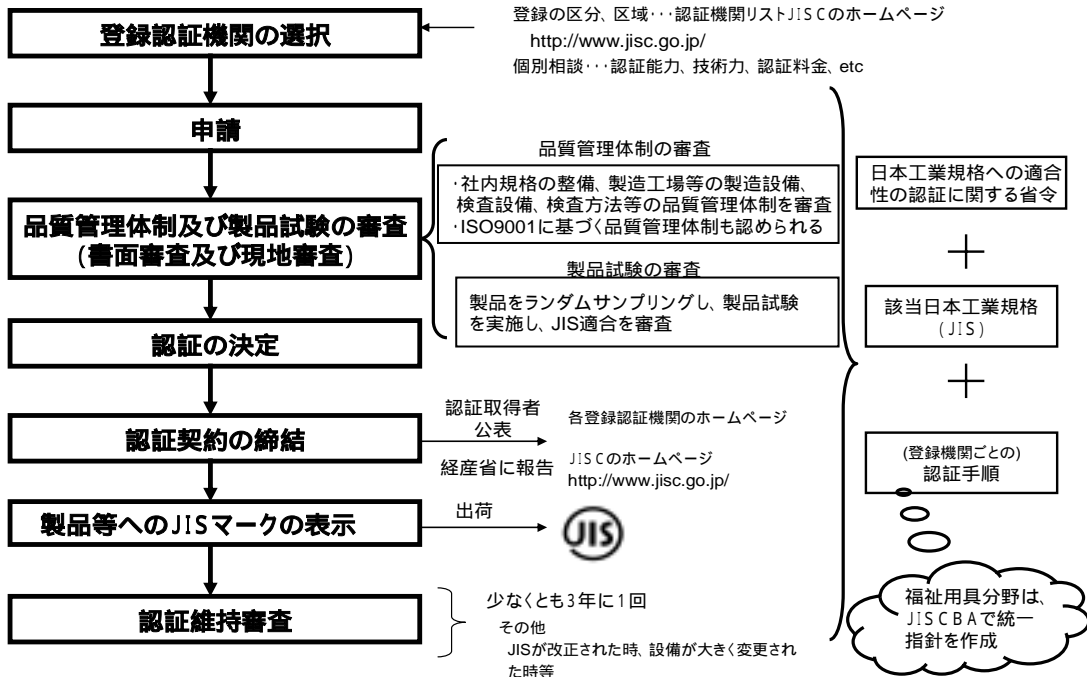 登録認証機関の選択
登録の区分、区域･･･認証機関リストJISCのホームページ
http://www.jisc.go.jp/
個別相談･･･認証能力、技術力、認証料金、etc
申請
品質管理体制及び製品試験の審査
(書面審査及び現地審査)
品質管理体制の審査
･社内規格の整備、製造工場等の製造設備、
検査設備、検査方法等の品質管理体制を審査
･ISO9001に基づく品質管理体制も認められる
製品試験の審査
製品をランダムサンプリングし、製品試験
を実施し、JIS適合を審査
認証の決定
認証契約の締結
認証取得者
公表
各登録認証機関のホームページ
経産省に報告
JISCのホームページ
http://www.jisc.go.jp/
製品等へのJISマークの表示
出荷
JIS
認証維持審査
少なくとも3年に1回
その他
JISが改正された時、設備が大きく変更され
た時等
日本工業規格への適合
性の認証に関する省令
＋
該当日本工業規格
(JIS)
＋
(登録機関ごとの)
認証手順
福祉用具分野は、
JISCBAで統一
指針を作成